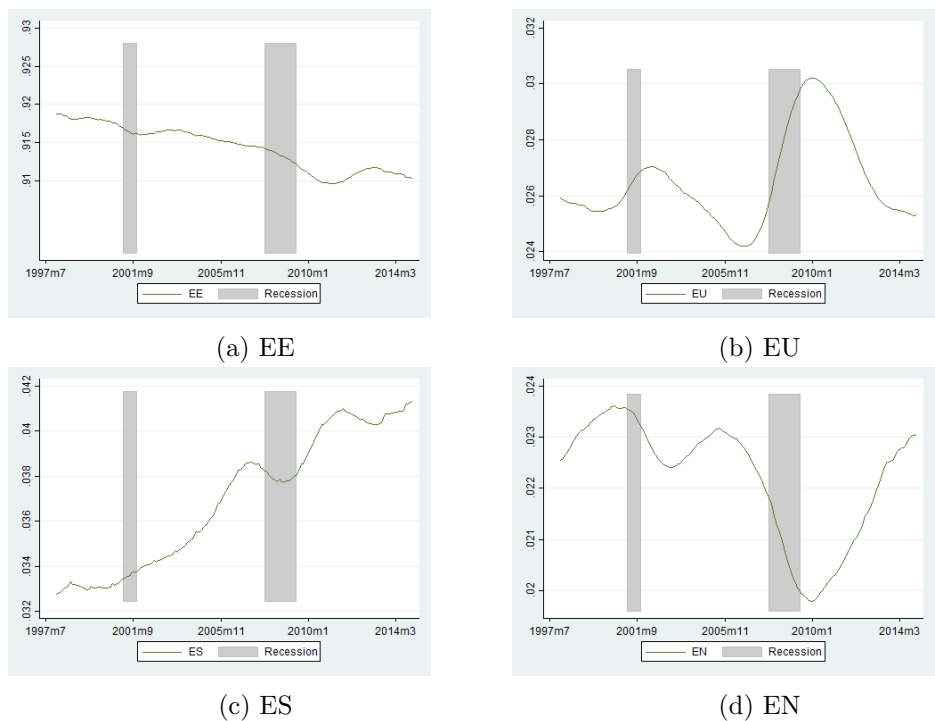 .93
.925
.92
.915
.91
1997m7 2001m9 2005m11 2010m1 2014m3
EE Recession
(a) EE
.032
.03
.028
.026
.024
1997m7 2001m9 2005m11 2010m1 2014m3
EU Recession
(b) EU
.042
.04
.038
.036
.034
.032
1997m7 2001m9 2005m11 2010m1 2014m3
ES Recession
(c) ES
.024
.023
.022
.021
.02
1997m7 2001m9 2005m11 2010m1 2014m3
EN Recession
(d) EN